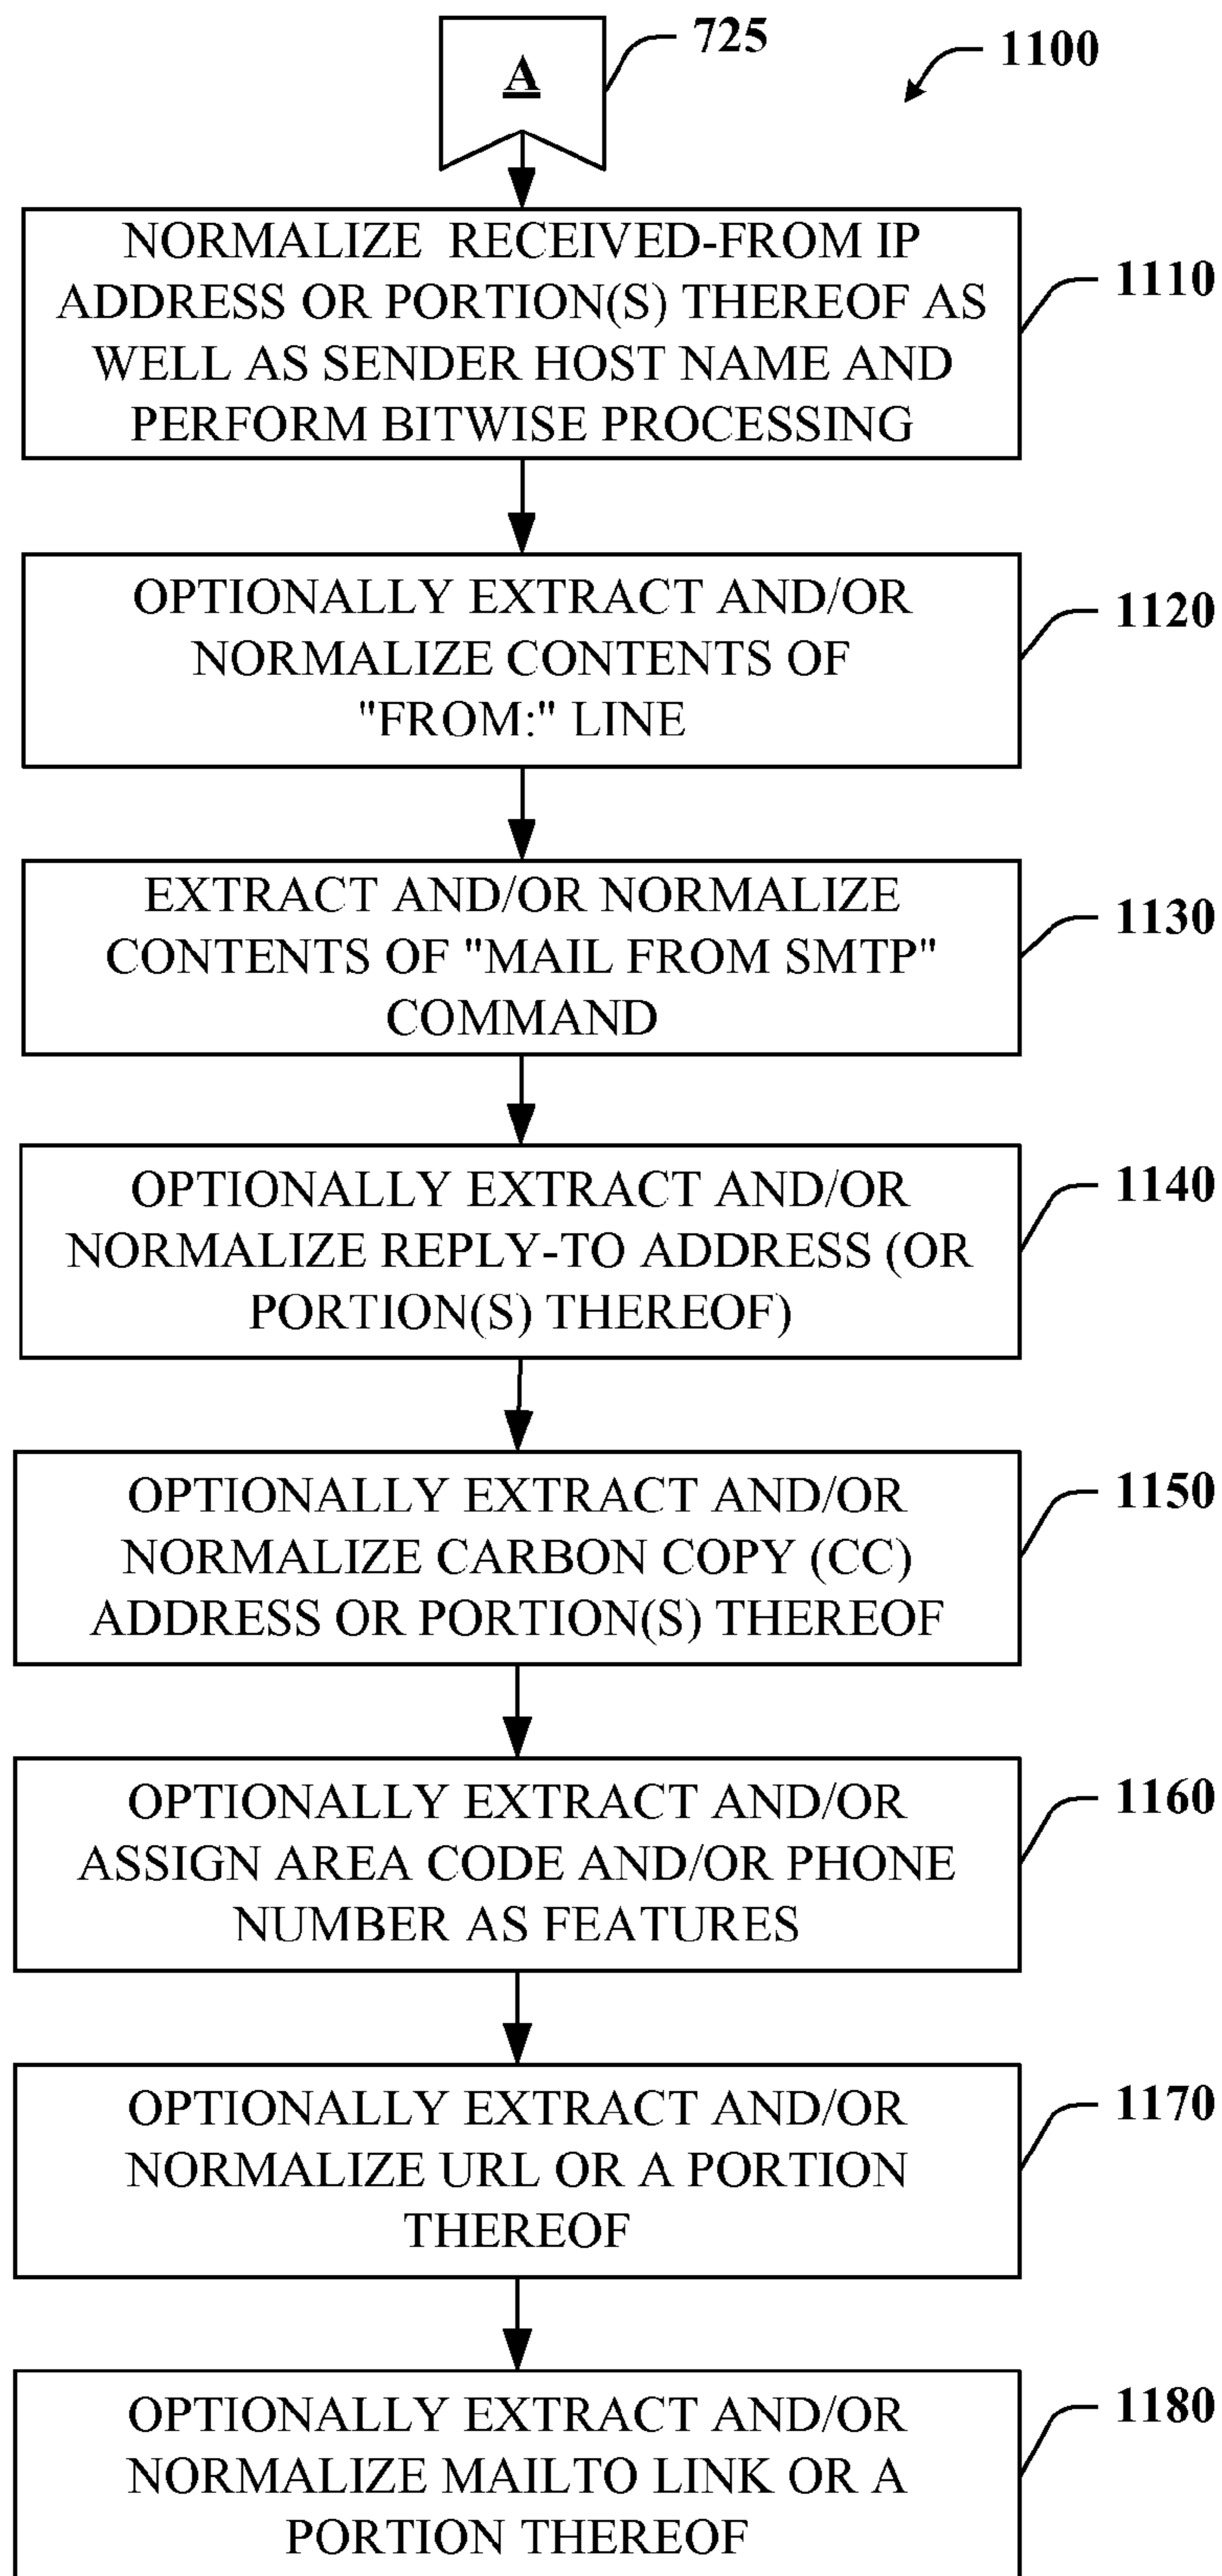 A
725
1100
NORMALIZE RECEIVED-FROM IP
ADDRESS OR PORTION(S) THEREOF AS
WELL AS SENDER HOST NAME AND
PERFORM BITWISE PROCESSING
1110
OPTIONALLY EXTRACT AND/OR
NORMALIZE CONTENTS OF
"FROM:" LINE
1120
EXTRACT AND/OR NORMALIZE
CONTENTS OF "MAIL FROM SMTP"
COMMAND
1130
OPTIONALLY EXTRACT AND/OR
NORMALIZE REPLY-TO ADDRESS (OR
PORTION(S) THEREOF)
1140
OPTIONALLY EXTRACT AND/OR
NORMALIZE CARBON COPY (CC)
ADDRESS OR PORTION(S) THEREOF
1150
OPTIONALLY EXTRACT AND/OR
ASSIGN AREA CODE AND/OR PHONE
NUMBER AS FEATURES
1160
OPTIONALLY EXTRACT AND/OR
NORMALIZE URL OR A PORTION
THEREOF
1170
OPTIONALLY EXTRACT AND/OR
NORMALIZE MAILTO LINK OR A
PORTION THEREOF
1180